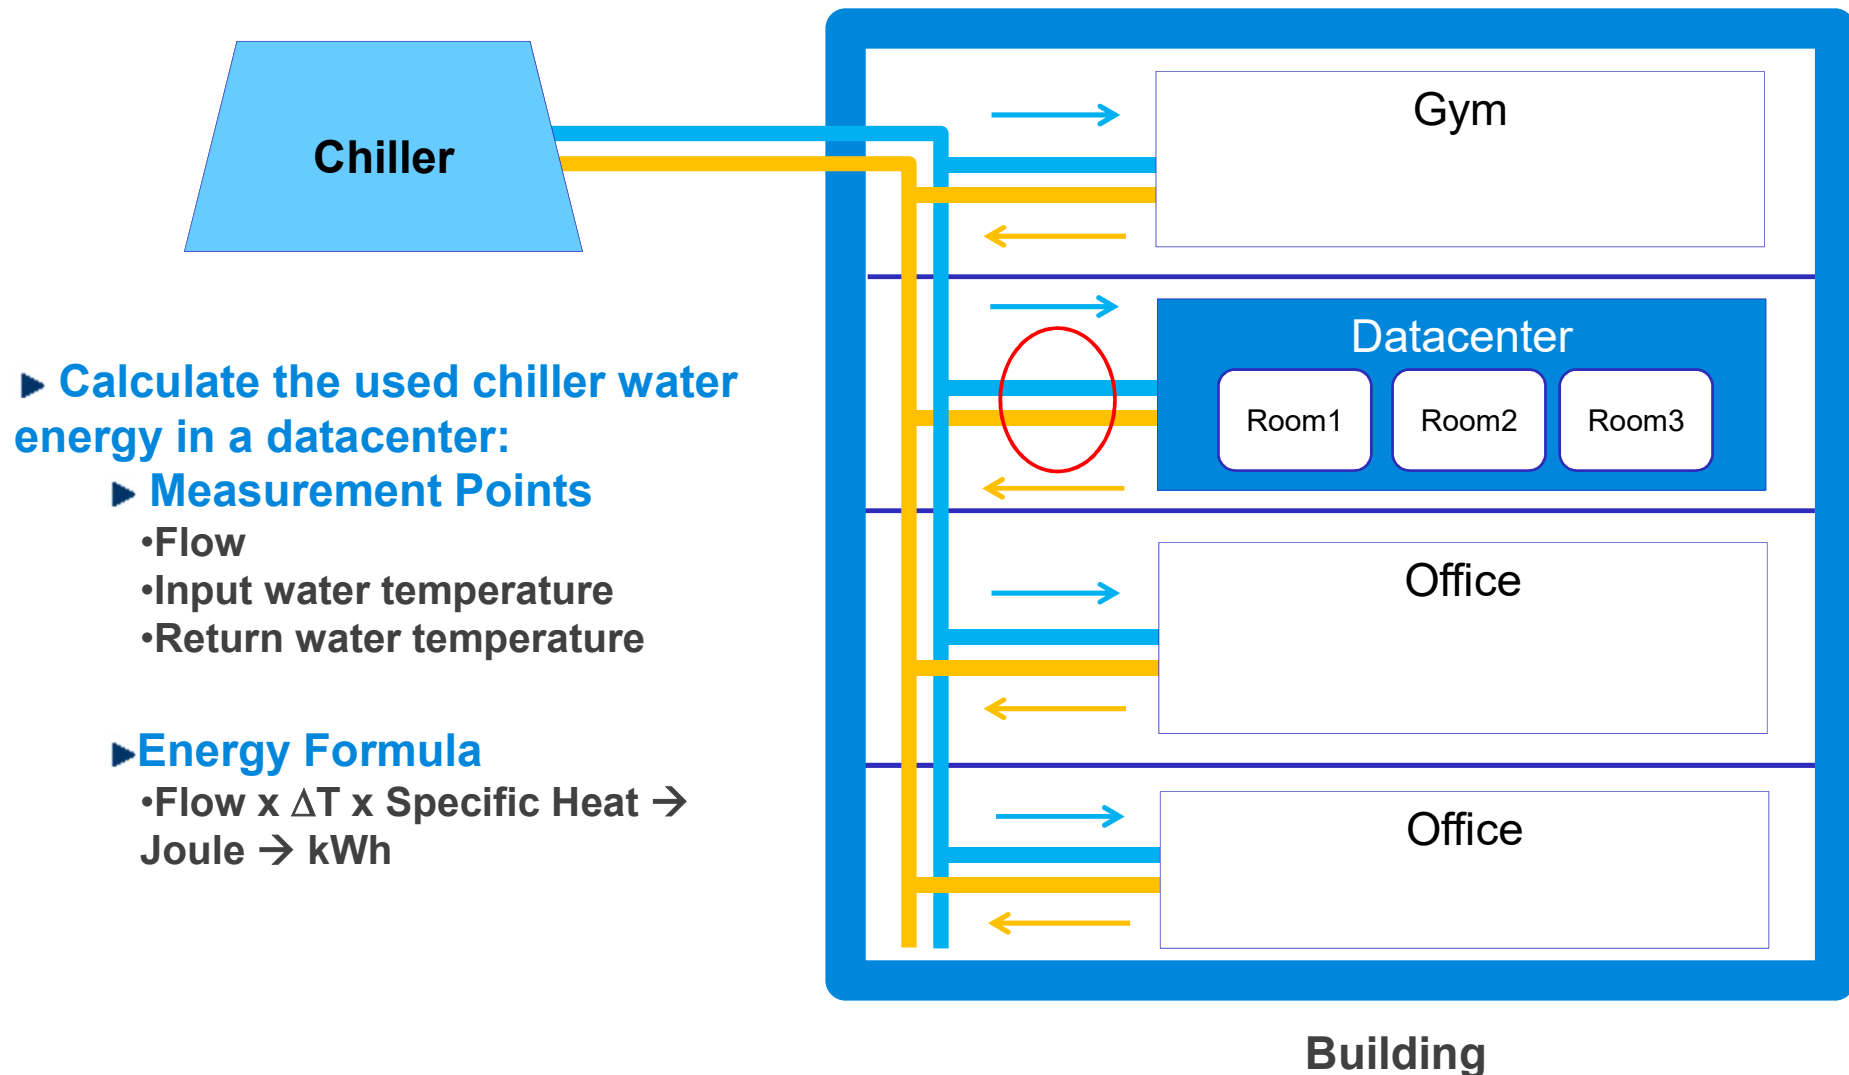 Chiller
Gym
Datacenter
Room1
Room2
Room3
Office
Office
Building
► Calculate the used chiller water
energy in a datacenter:
► Measurement Points
•Flow
•Input water temperature
•Return water temperature
►Energy Formula
•Flow x ΔT x Specific Heat →
Joule → kWh